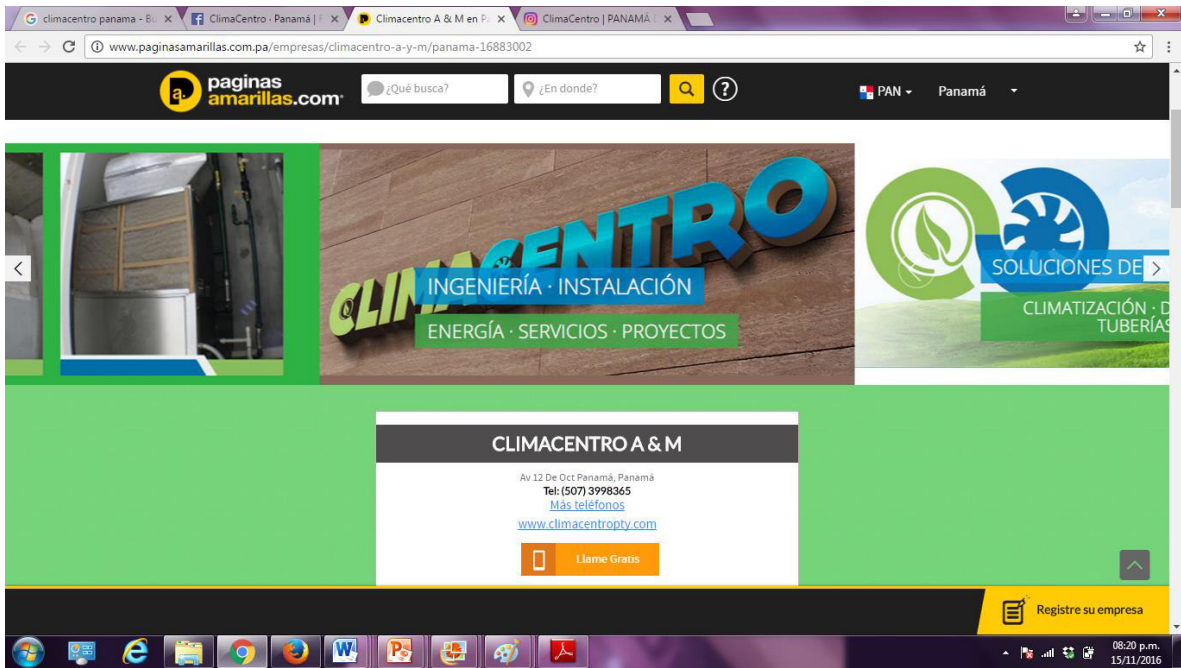 climacentro panama - Bu
ClimaCentro - Panamá | F
Climacentro A & M en Pa
ClimaCentro | PANAMÁ (
www.paginasamarillas.com.pa/empresas/climacentro-a-y-m/panama-16883002
a.
paginas
amarillas.com
¿Qué busca?
¿En donde?
?
PAN
Panamá
CLIMACENTRO
INGENIERÍA · INSTALACIÓN
ENERGÍA · SERVICIOS · PROYECTOS
SOLUCIONES DE
CLIMATIZACIÓN · D
TUBERÍAS
CLIMACENTRO A & M
Av 12 De Oct Panamá, Panamá
Tel: (507) 3998365
Más teléfonos
www.climacentropty.com
Llame Gratis
Registre su empresa
08:20 p.m.
15/11/2016